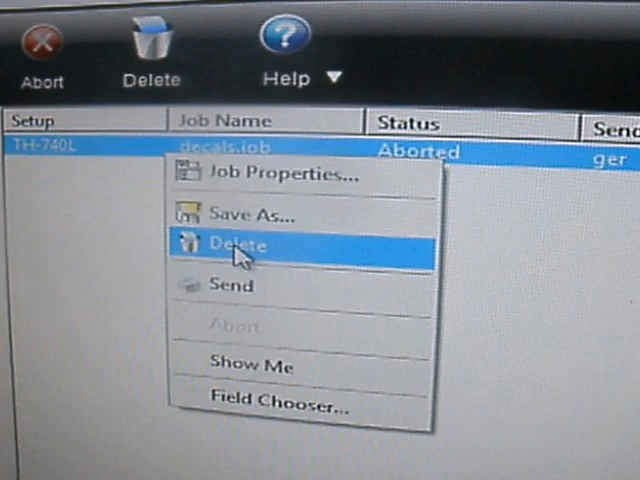 Abort Delete Help
Setup Job Name Status Send
TH-740L decals.job Aborted ger
Job Properties...
Save As...
Delete
Send
Abort
Show Me
Field Chooser...